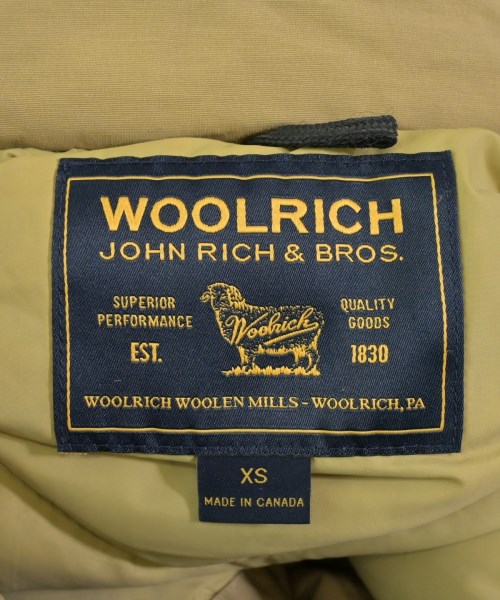 WOOLRICH
JOHN RICH & BROS.
SUPERIOR
PERFORMANCE
EST.
Woolrich
QUALITY
GOODS
1830
WOOLRICH WOOLEN MILLS - WOOLRICH, PA
XS
MADE IN CANADA